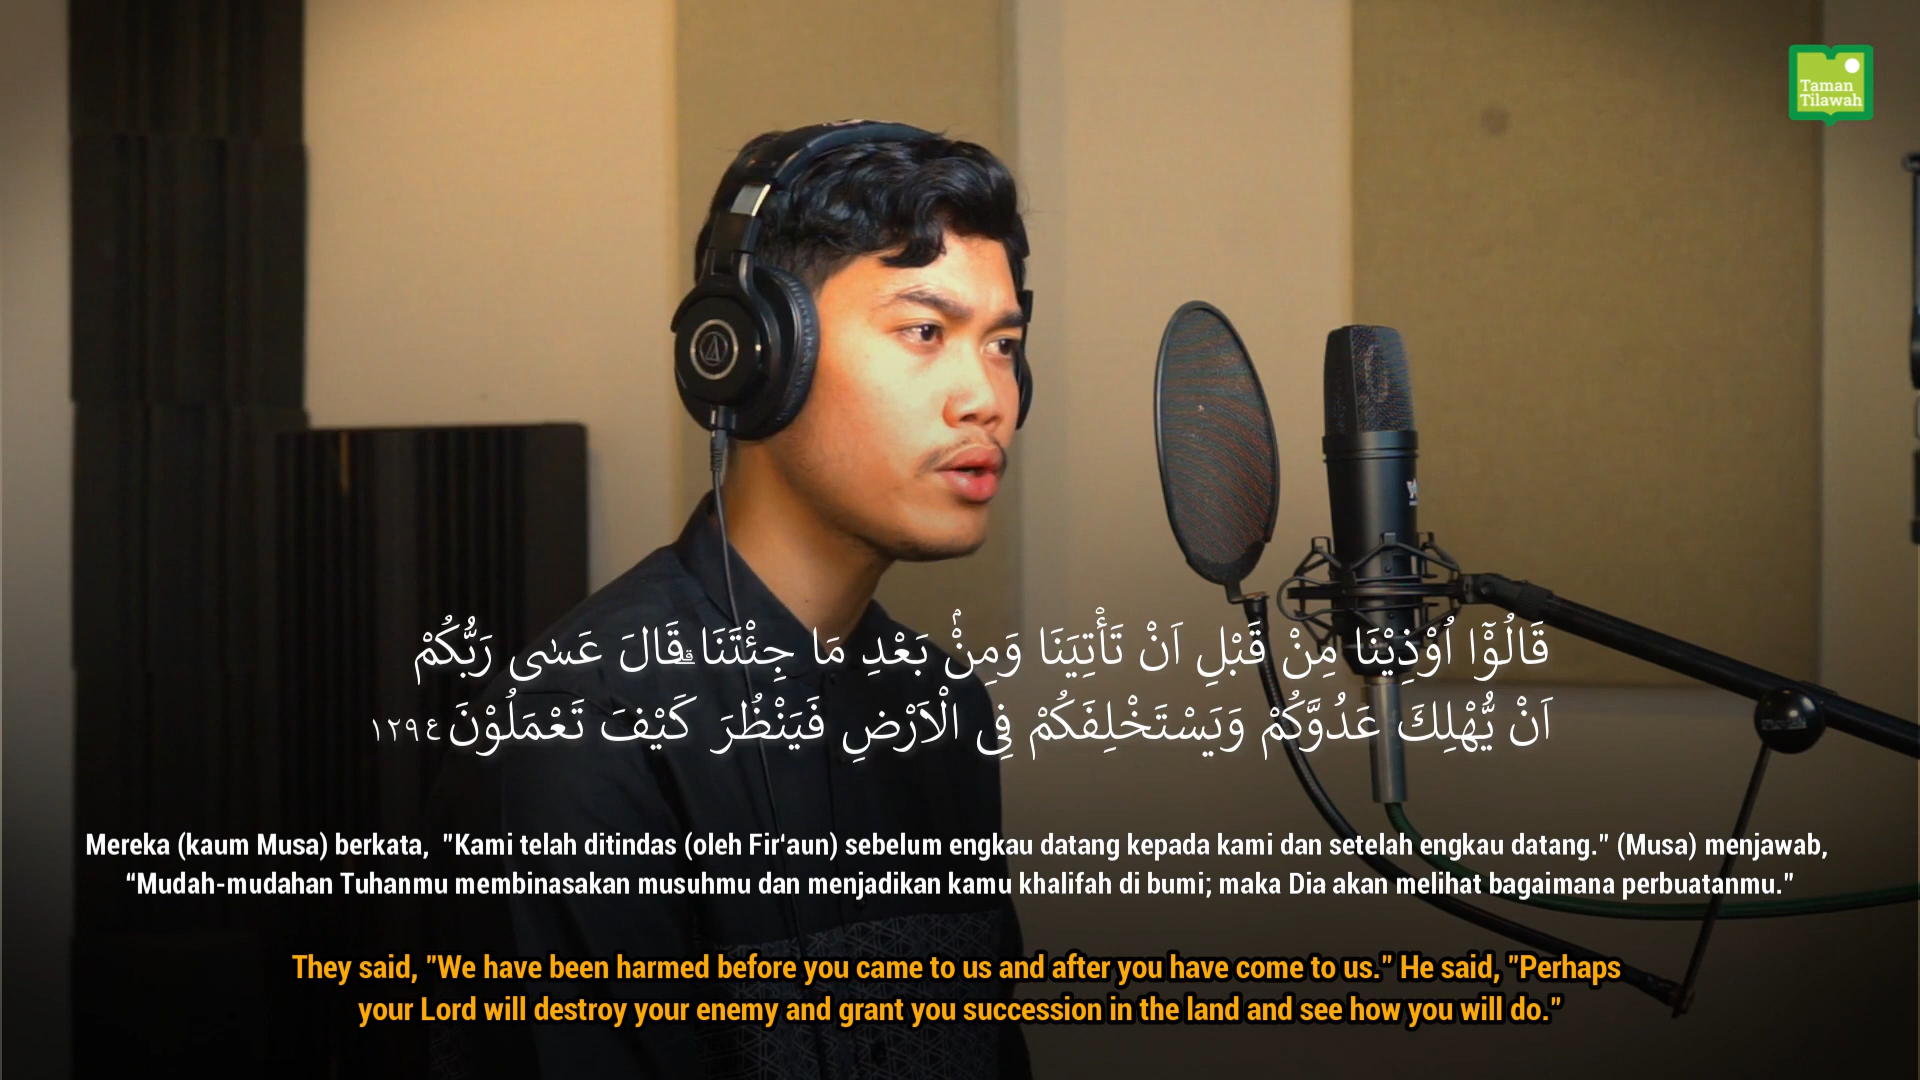 Taman
Tilawah
قَالُوْٓا اُوْذِيْنَا مِنْ قَبْلِ اَنْ تَأْتِيَنَا وَمِنْۢ بَعْدِ مَا جِئْتَنَا ۗقَالَ عَسٰى رَبُّكُمْ
اَنْ يُّهْلِكَ عَدُوَّكُمْ وَيَسْتَخْلِفَكُمْ فِى الْاَرْضِ فَيَنْظُرَ كَيْفَ تَعْمَلُوْنَ ١٢٩٤
Mereka (kaum Musa) berkata, "Kami telah ditindas (oleh Fir‘aun) sebelum engkau datang kepada kami dan setelah engkau datang." (Musa) menjawab,
“Mudah-mudahan Tuhanmu membinasakan musuhmu dan menjadikan kamu khalifah di bumi; maka Dia akan melihat bagaimana perbuatanmu.”
They said, "We have been harmed before you came to us and after you have come to us." He said, "Perhaps
your Lord will destroy your enemy and grant you succession in the land and see how you will do."